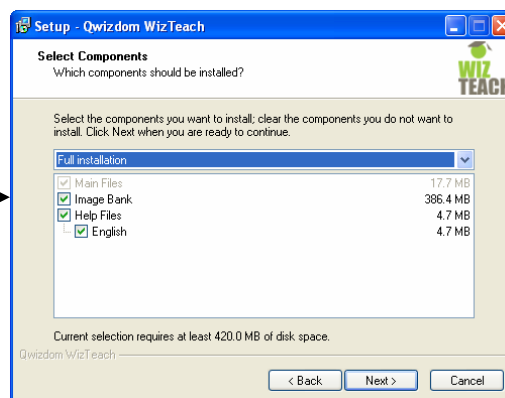 Setup - Qwizdom WizTeach
Select Components
Which components should be installed?
WIZ
TEACH
Select the components you want to install; clear the components you do not want to
install. Click Next when you are ready to continue.
Full installation
Main Files 17.7 MB
Image Bank 386.4 MB
Help Files 4.7 MB
English 4.7 MB
Current selection requires at least 420.0 MB of disk space.
Qwizdom WizTeach
< Back Next > Cancel